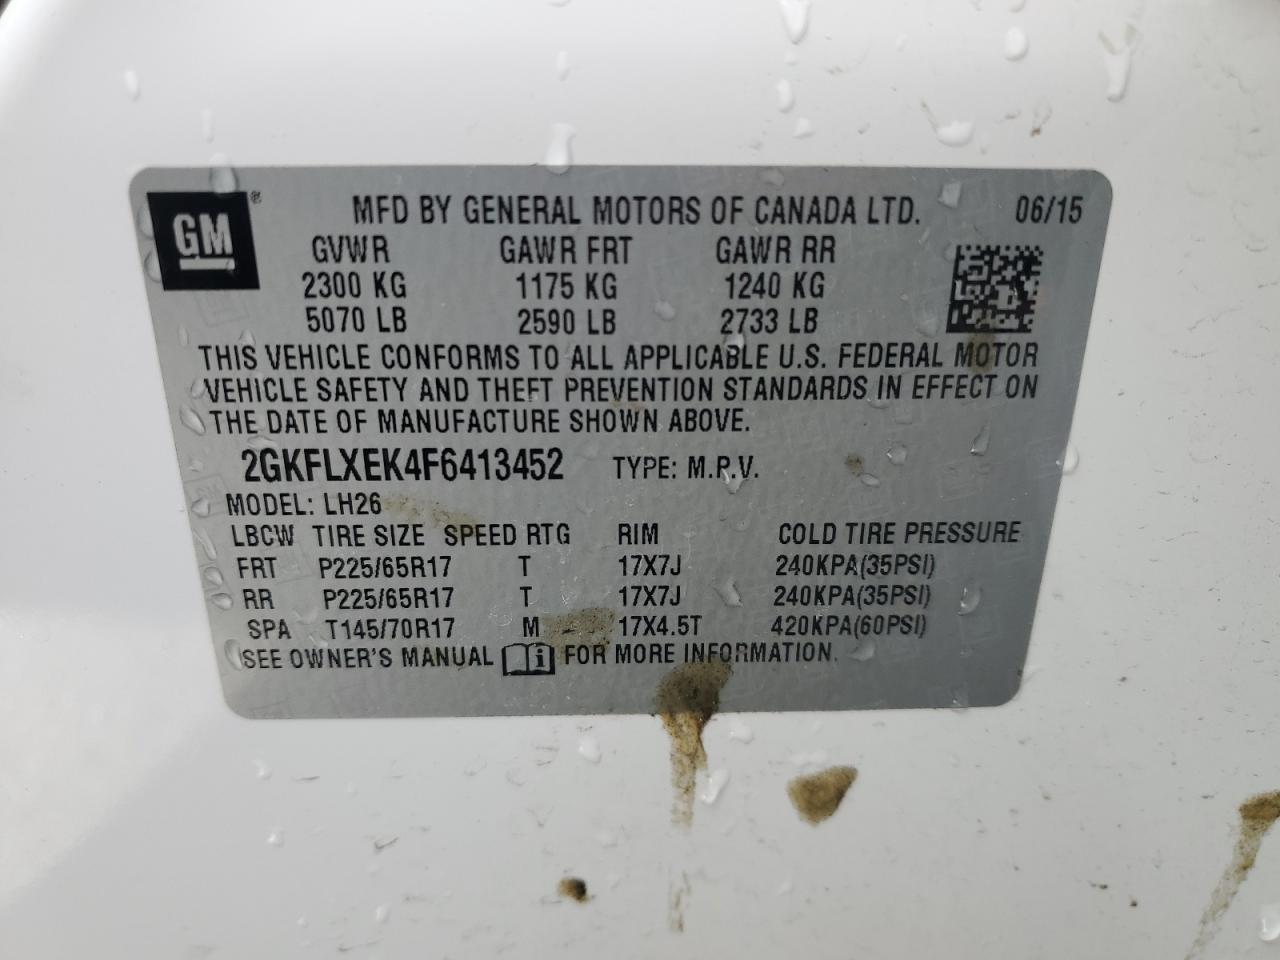 GM ® MFD BY GENERAL MOTORS OF CANADA LTD. 06/15
GVWR GAWR FRT GAWR RR
2300 KG 1175 KG 1240 KG
5070 LB 2590 LB 2733 LB
THIS VEHICLE CONFORMS TO ALL APPLICABLE U.S. FEDERAL MOTOR
VEHICLE SAFETY AND THEFT PREVENTION STANDARDS IN EFFECT ON
THE DATE OF MANUFACTURE SHOWN ABOVE.
2GKFLXEK4F6413452 TYPE: M.P.V.
MODEL: LH26
LBCW TIRE SIZE SPEED RTG RIM COLD TIRE PRESSURE
FRT P225/65R17 T 17X7J 240KPA(35PSI)
RR P225/65R17 T 17X7J 240KPA(35PSI)
SPA T145/70R17 M 17X4.5T 420KPA(60PSI)
SEE OWNER'S MANUAL i FOR MORE INFORMATION.